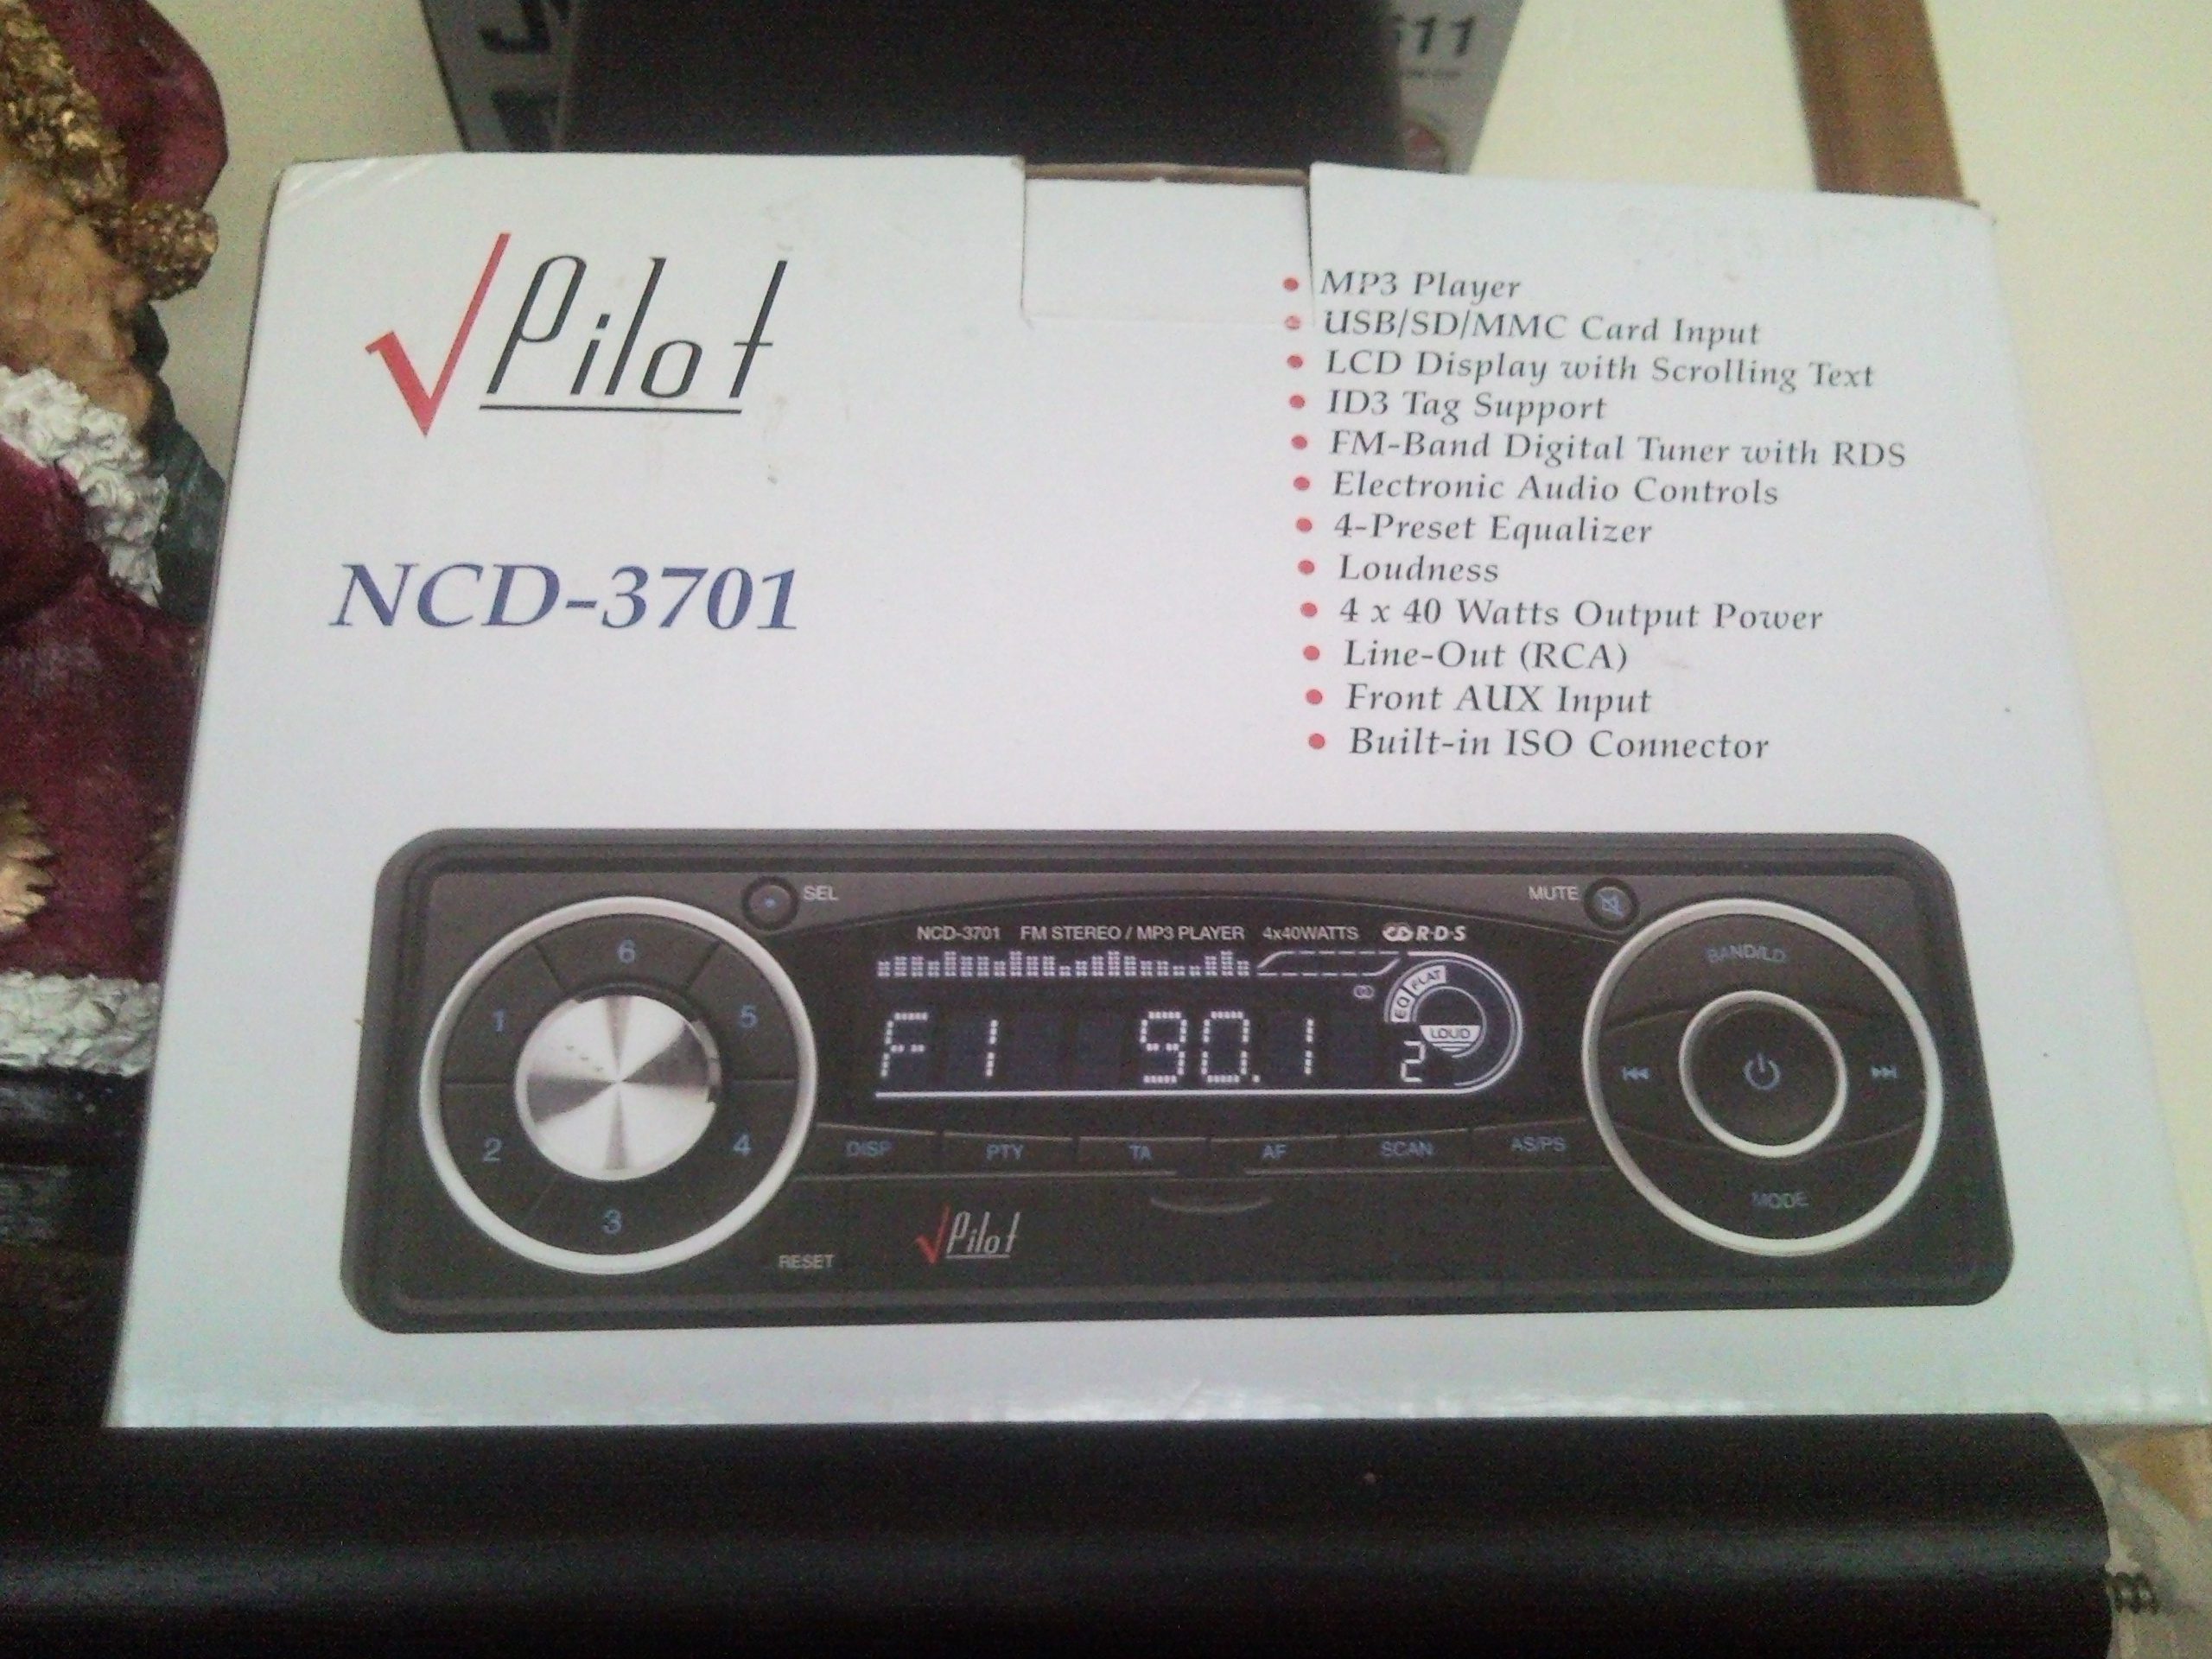 611
√Pilot
NCD-3701
• MP3 Player
• USB/SD/MMC Card Input
• LCD Display with Scrolling Text
• ID3 Tag Support
• FM-Band Digital Tuner with RDS
• Electronic Audio Controls
• 4-Preset Equalizer
• Loudness
• 4 x 40 Watts Output Power
• Line-Out (RCA)
• Front AUX Input
• Built-in ISO Connector
SEL
MUTE
NCD-3701 FM STEREO / MP3 PLAYER 4x40WATTS R·D·S
6
1
5
2
4
3
EQ FLAT
LOUD
F1 90.1 2
BAND/LD
DISP PTY TA AF SCAN AS/PS
MODE
√Pilot
RESET